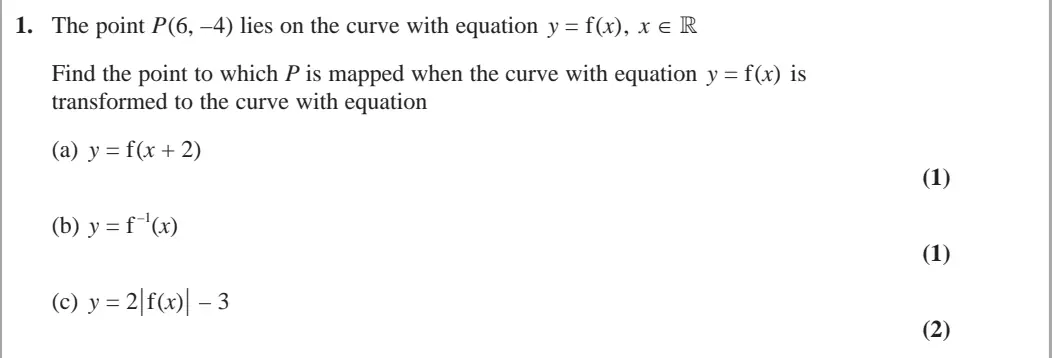 1. The point P(6, –4) lies on the curve with equation y = f(x), x ∈ ℝ
Find the point to which P is mapped when the curve with equation y = f(x) is
transformed to the curve with equation
(a) y = f(x + 2)
(1)
(b) y = f⁻¹(x)
(1)
(c) y = 2|f(x)| – 3
(2)